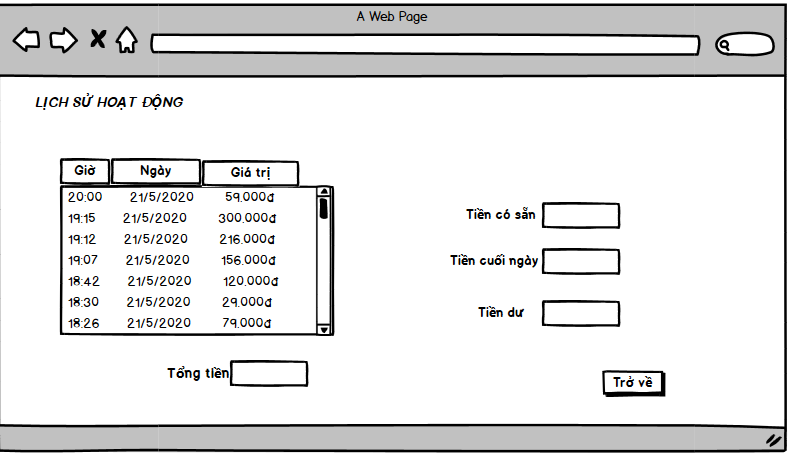 A Web Page
LỊCH SỬ HOẠT ĐỘNG
Giờ Ngày Giá trị
20:00 21/5/2020 59.000đ
19:15 21/5/2020 300.000đ
19:12 21/5/2020 216.000đ
19:07 21/5/2020 156.000đ
18:42 21/5/2020 120.000đ
18:30 21/5/2020 29.000đ
18:26 21/5/2020 79.000đ
Tổng tiền
Tiền có sẵn
Tiền cuối ngày
Tiền dư
Trở về